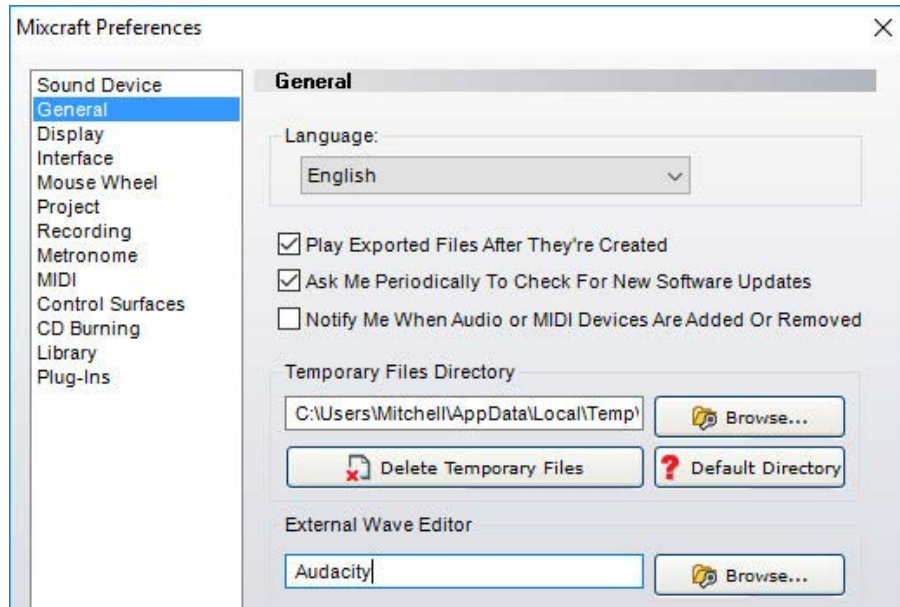 Mixcraft Preferences
Sound Device
General
Display
Interface
Mouse Wheel
Project
Recording
Metronome
MIDI
Control Surfaces
CD Burning
Library
Plug-Ins
General
Language:
English
Play Exported Files After They're Created
Ask Me Periodically To Check For New Software Updates
Notify Me When Audio or MIDI Devices Are Added Or Removed
Temporary Files Directory
C:\Users\Mitchell\AppData\Local\Temp\ Browse...
Delete Temporary Files ? Default Directory
External Wave Editor
Audacity Browse...